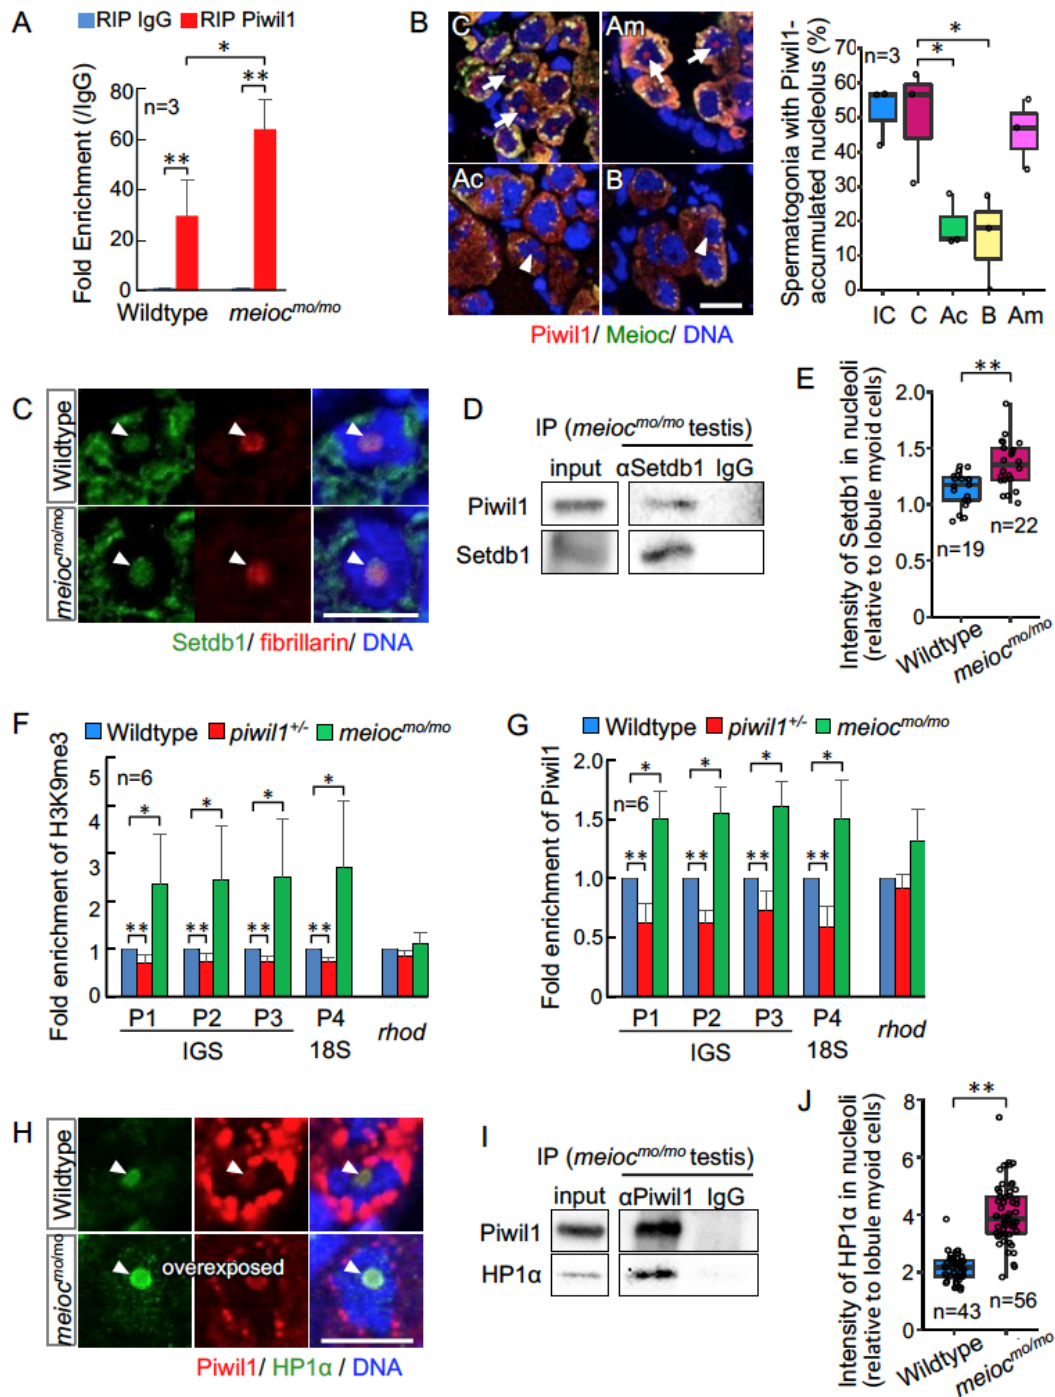 A
RIP IgG RIP Piwil1
Fold Enrichment (/IgG)
80
60
40
20
0
n=3
**
*
**
Wildtype meioc^mo/mo
B
C
Am
Ac
B
Piwil1/ Meioc/ DNA
Spermatogonia with Piwil1-
accumulated nucleolus (%)
70
60
50
40
30
20
10
0
n=3
*
*
IC C Ac B Am
C
Wildtype
meioc^mo/mo
Setdb1/ fibrillarin/ DNA
D
IP (meioc^mo/mo testis)
input αSetdb1 IgG
Piwil1
Setdb1
E
Intensity of Setdb1 in nucleoli
(relative to lobule myoid cells)
2.0
1.5
1.0
0.5
0
**
n=19
n=22
Wildtype
meioc^mo/mo
F
Wildtype piwil1^+/- meioc^mo/mo
Fold enrichment of H3K9me3
5
4
3
2
1
0
n=6
* * * *
** ** ** **
P1 P2 P3 P4 rhod
IGS 18S
G
Wildtype piwil1^+/- meioc^mo/mo
Fold enrichment of Piwil1
2.0
1.5
1.0
0.5
0
n=6
* * * *
** ** ** **
P1 P2 P3 P4 rhod
IGS 18S
H
Wildtype
meioc^mo/mo
overexposed
Piwil1/ HP1α / DNA
I
IP (meioc^mo/mo testis)
input αPiwil1 IgG
Piwil1
HP1α
J
Intensity of HP1α in nucleoli
(relative to lobule myoid cells)
8
6
4
2
0
**
n=43
n=56
Wildtype
meioc^mo/mo